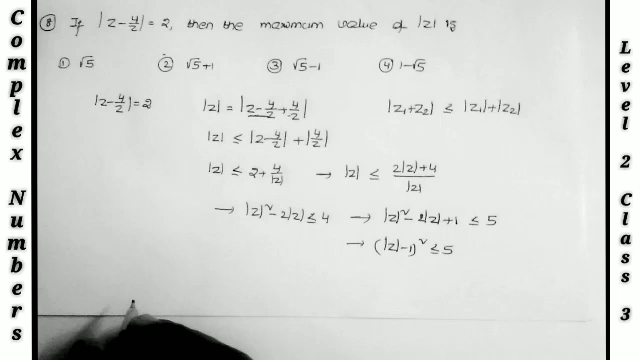 Complex Numbers
⑧ If |z-4/z|=2, then the maximum value of |z| is
① √5 ② √5+1 ③ √5-1 ④ 1-√5
|z-4/z|=2 |z| = |z-4/z+4/z| |z₁+z₂| ≤ |z₁|+|z₂|
|z| ≤ |z-4/z|+|4/z|
|z| ≤ 2+4/|z| → |z| ≤ 2|z|+4/|z|
→ |z|²-2|z| ≤ 4 → |z|²-2|z|+1 ≤ 5
→ (|z|-1)² ≤ 5
Level 2 Class 3